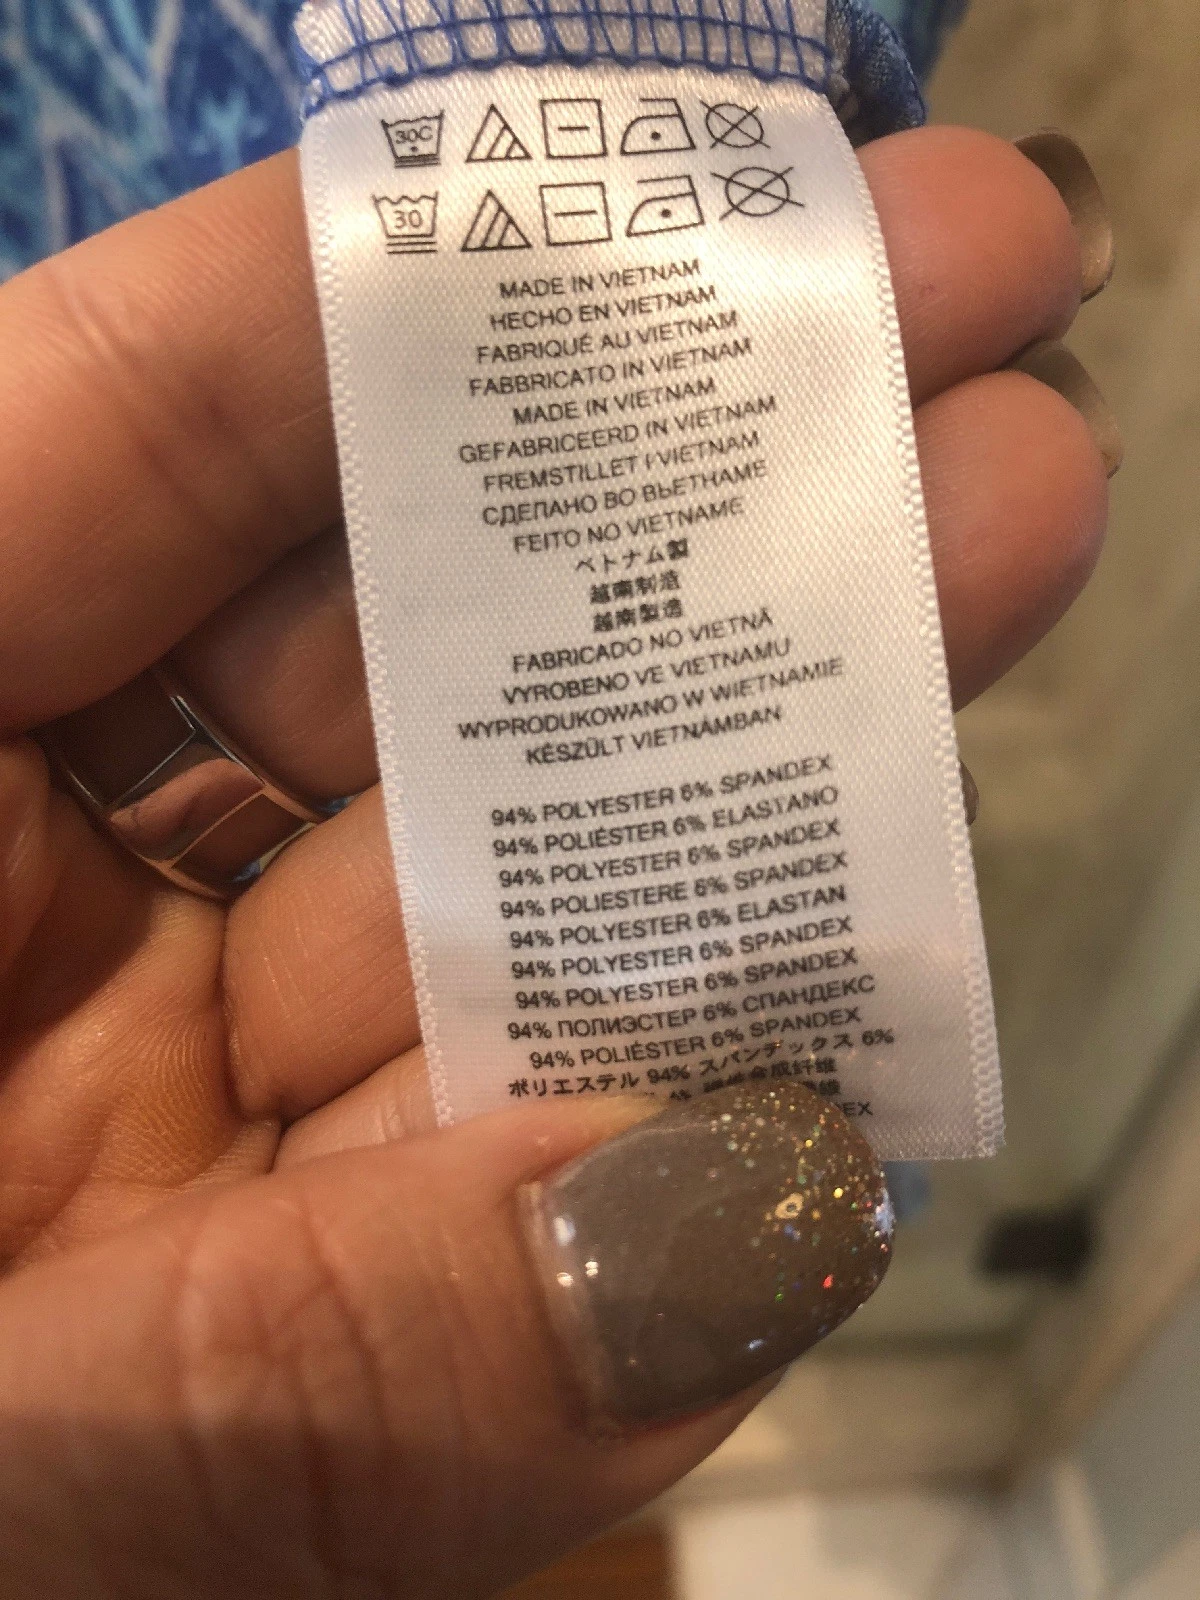 30C
30
MADE IN VIETNAM
HECHO EN VIETNAM
FABRIQUÉ AU VIETNAM
FABBRICATO IN VIETNAM
MADE IN VIETNAM
GEFABRICEERD IN VIETNAM
FREMSTILLET I VIETNAM
СДЕЛАНО ВО ВЬЕТНАМЕ
FEITO NO VIETNAME
ベトナム製
越南制造
越南製造
FABRICADO NO VIETNÃ
VYROBENO VE VIETNAMU
WYPRODUKOWANO W WIETNAMIE
KÉSZÜLT VIETNÁMBAN
94% POLYESTER 6% SPANDEX
94% POLIÉSTER 6% ELASTANO
94% POLYESTER 6% SPANDEX
94% POLIESTERE 6% SPANDEX
94% POLYESTER 6% ELASTAN
94% POLYESTER 6% SPANDEX
94% POLYESTER 6% SPANDEX
94% ПОЛИЭСТЕР 6% СПАНДЕКС
94% POLIÉSTER 6% SPANDEX
ポリエステル 94% スパンデックス 6%